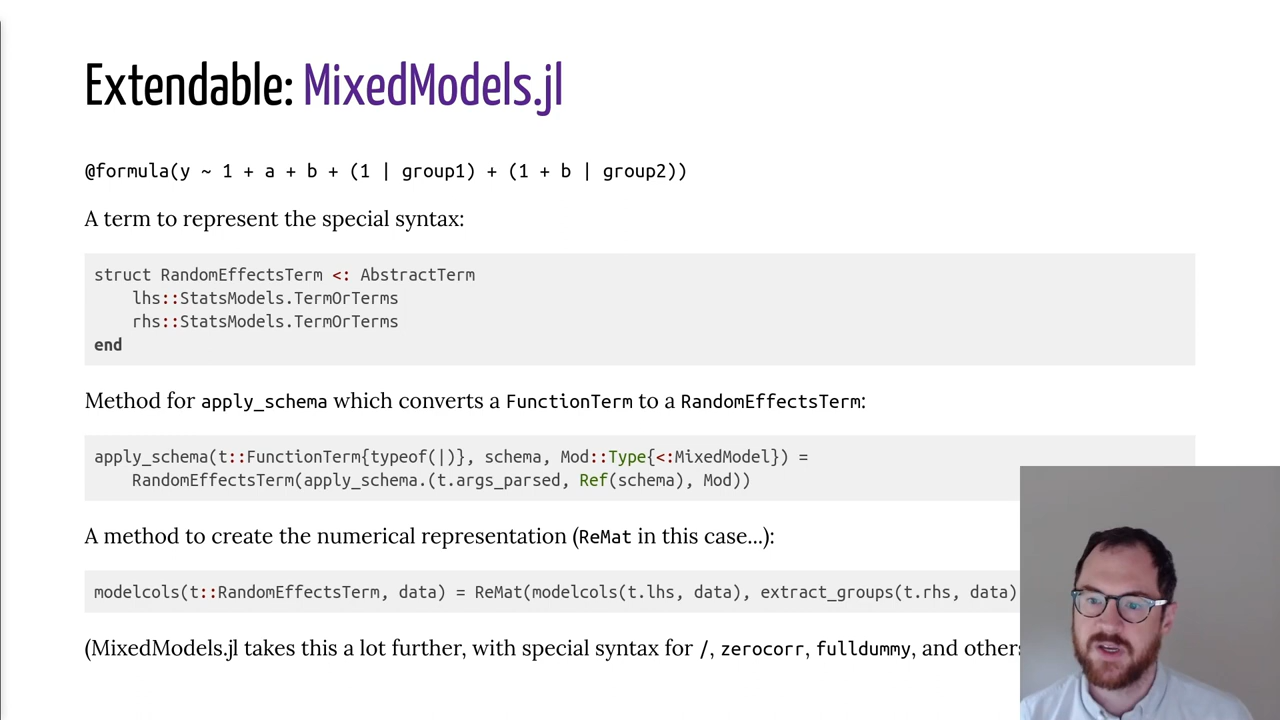 Extendable: MixedModels.jl
@formula(y ~ 1 + a + b + (1 | group1) + (1 + b | group2))
A term to represent the special syntax:
struct RandomEffectsTerm <: AbstractTerm
    lhs::StatsModels.TermOrTerms
    rhs::StatsModels.TermOrTerms
end
Method for apply_schema which converts a FunctionTerm to a RandomEffectsTerm:
apply_schema(t::FunctionTerm{typeof(|)}, schema, Mod::Type{<:MixedModel}) =
    RandomEffectsTerm(apply_schema.(t.args_parsed, Ref(schema), Mod))
A method to create the numerical representation (ReMat in this case...):
modelcols(t::RandomEffectsTerm, data) = ReMat(modelcols(t.lhs, data), extract_groups(t.rhs, data)
(MixedModels.jl takes this a lot further, with special syntax for /, zerocorr, fulldummy, and others